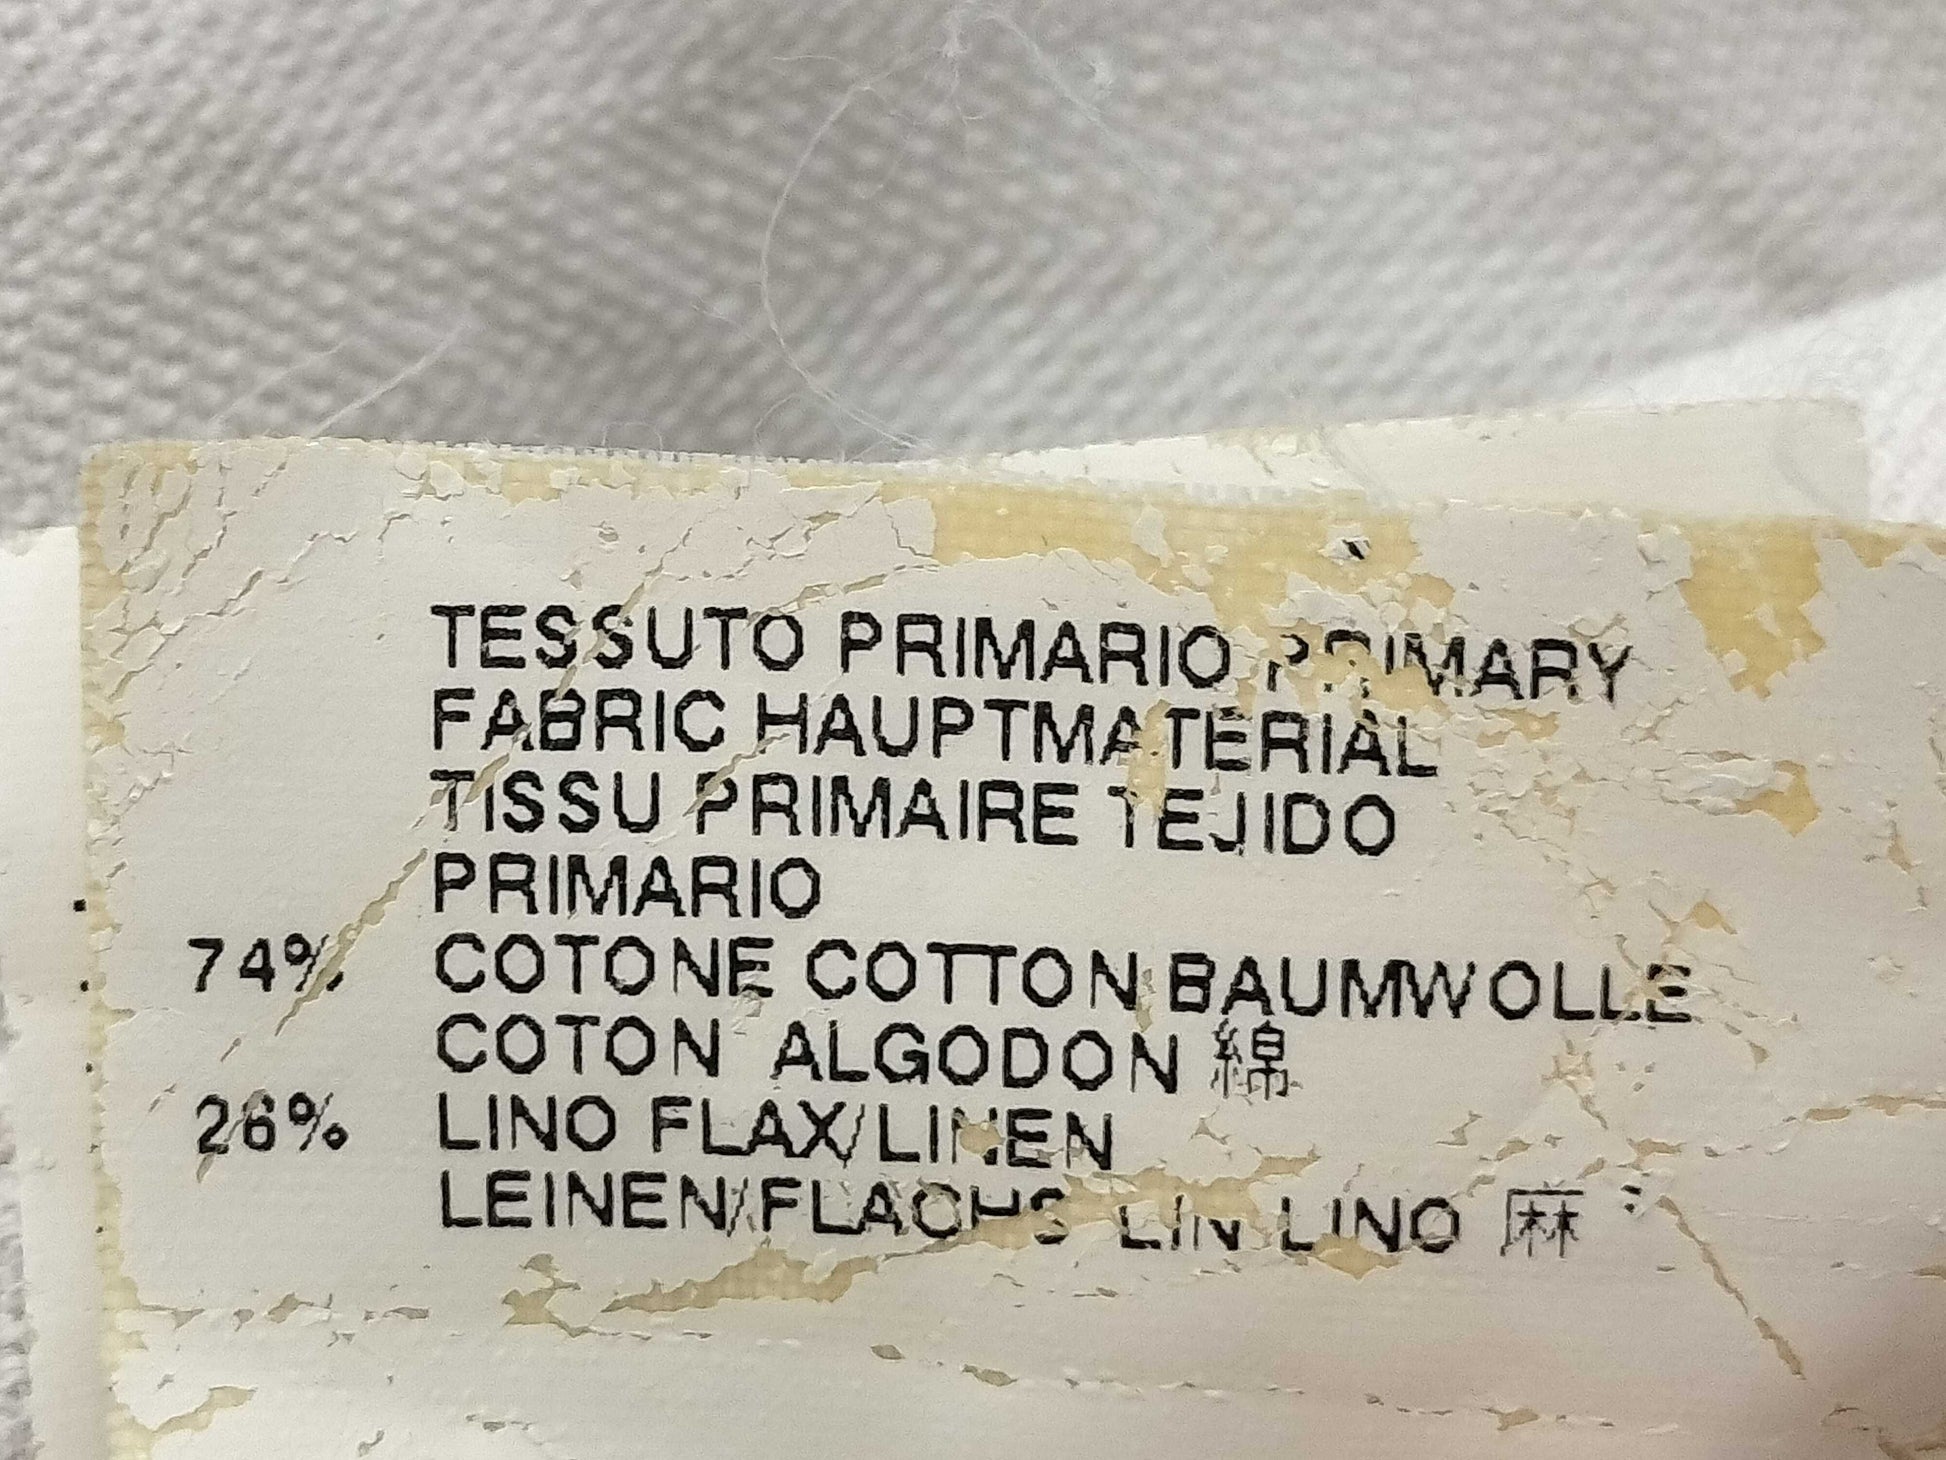 TESSUTO PRIMARIO PRIMARY
FABRIC HAUPTMATERIAL
TISSU PRIMAIRE TEJIDO
PRIMARIO
74% COTONE COTTON BAUMWOLLE
COTON ALGODON 綿
26% LINO FLAX/LINEN
LEINEN/FLACHS LIN LINO 麻